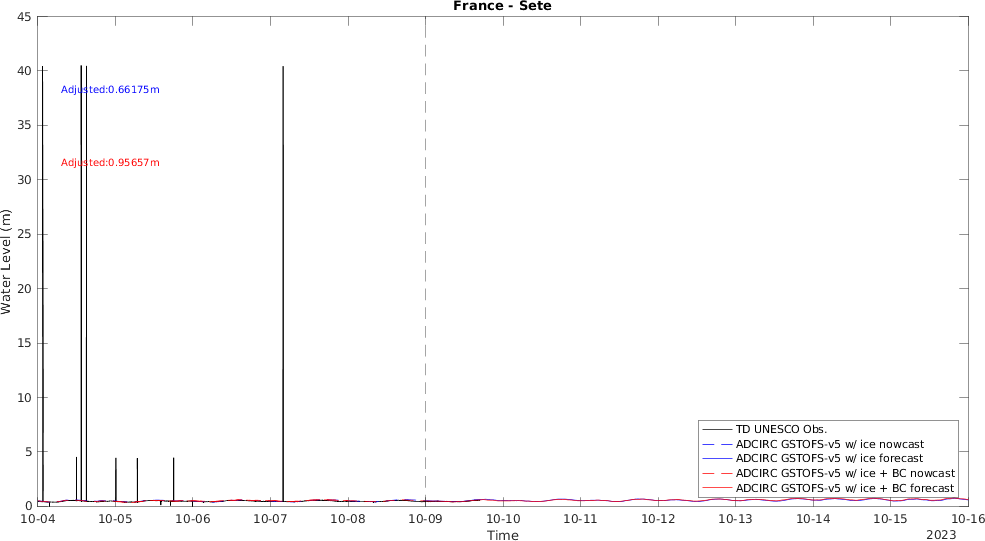 France - Sete
45
40
35
30
25
20
15
10
5
0
Water Level (m)
Adjusted:0.66175m
Adjusted:0.95657m
TD UNESCO Obs.
ADCIRC GSTOFS-v5 w/ ice nowcast
ADCIRC GSTOFS-v5 w/ ice forecast
ADCIRC GSTOFS-v5 w/ ice + BC nowcast
ADCIRC GSTOFS-v5 w/ ice + BC forecast
10-04 10-05 10-06 10-07 10-08 10-09 10-10 10-11 10-12 10-13 10-14 10-15 10-16
Time
2023